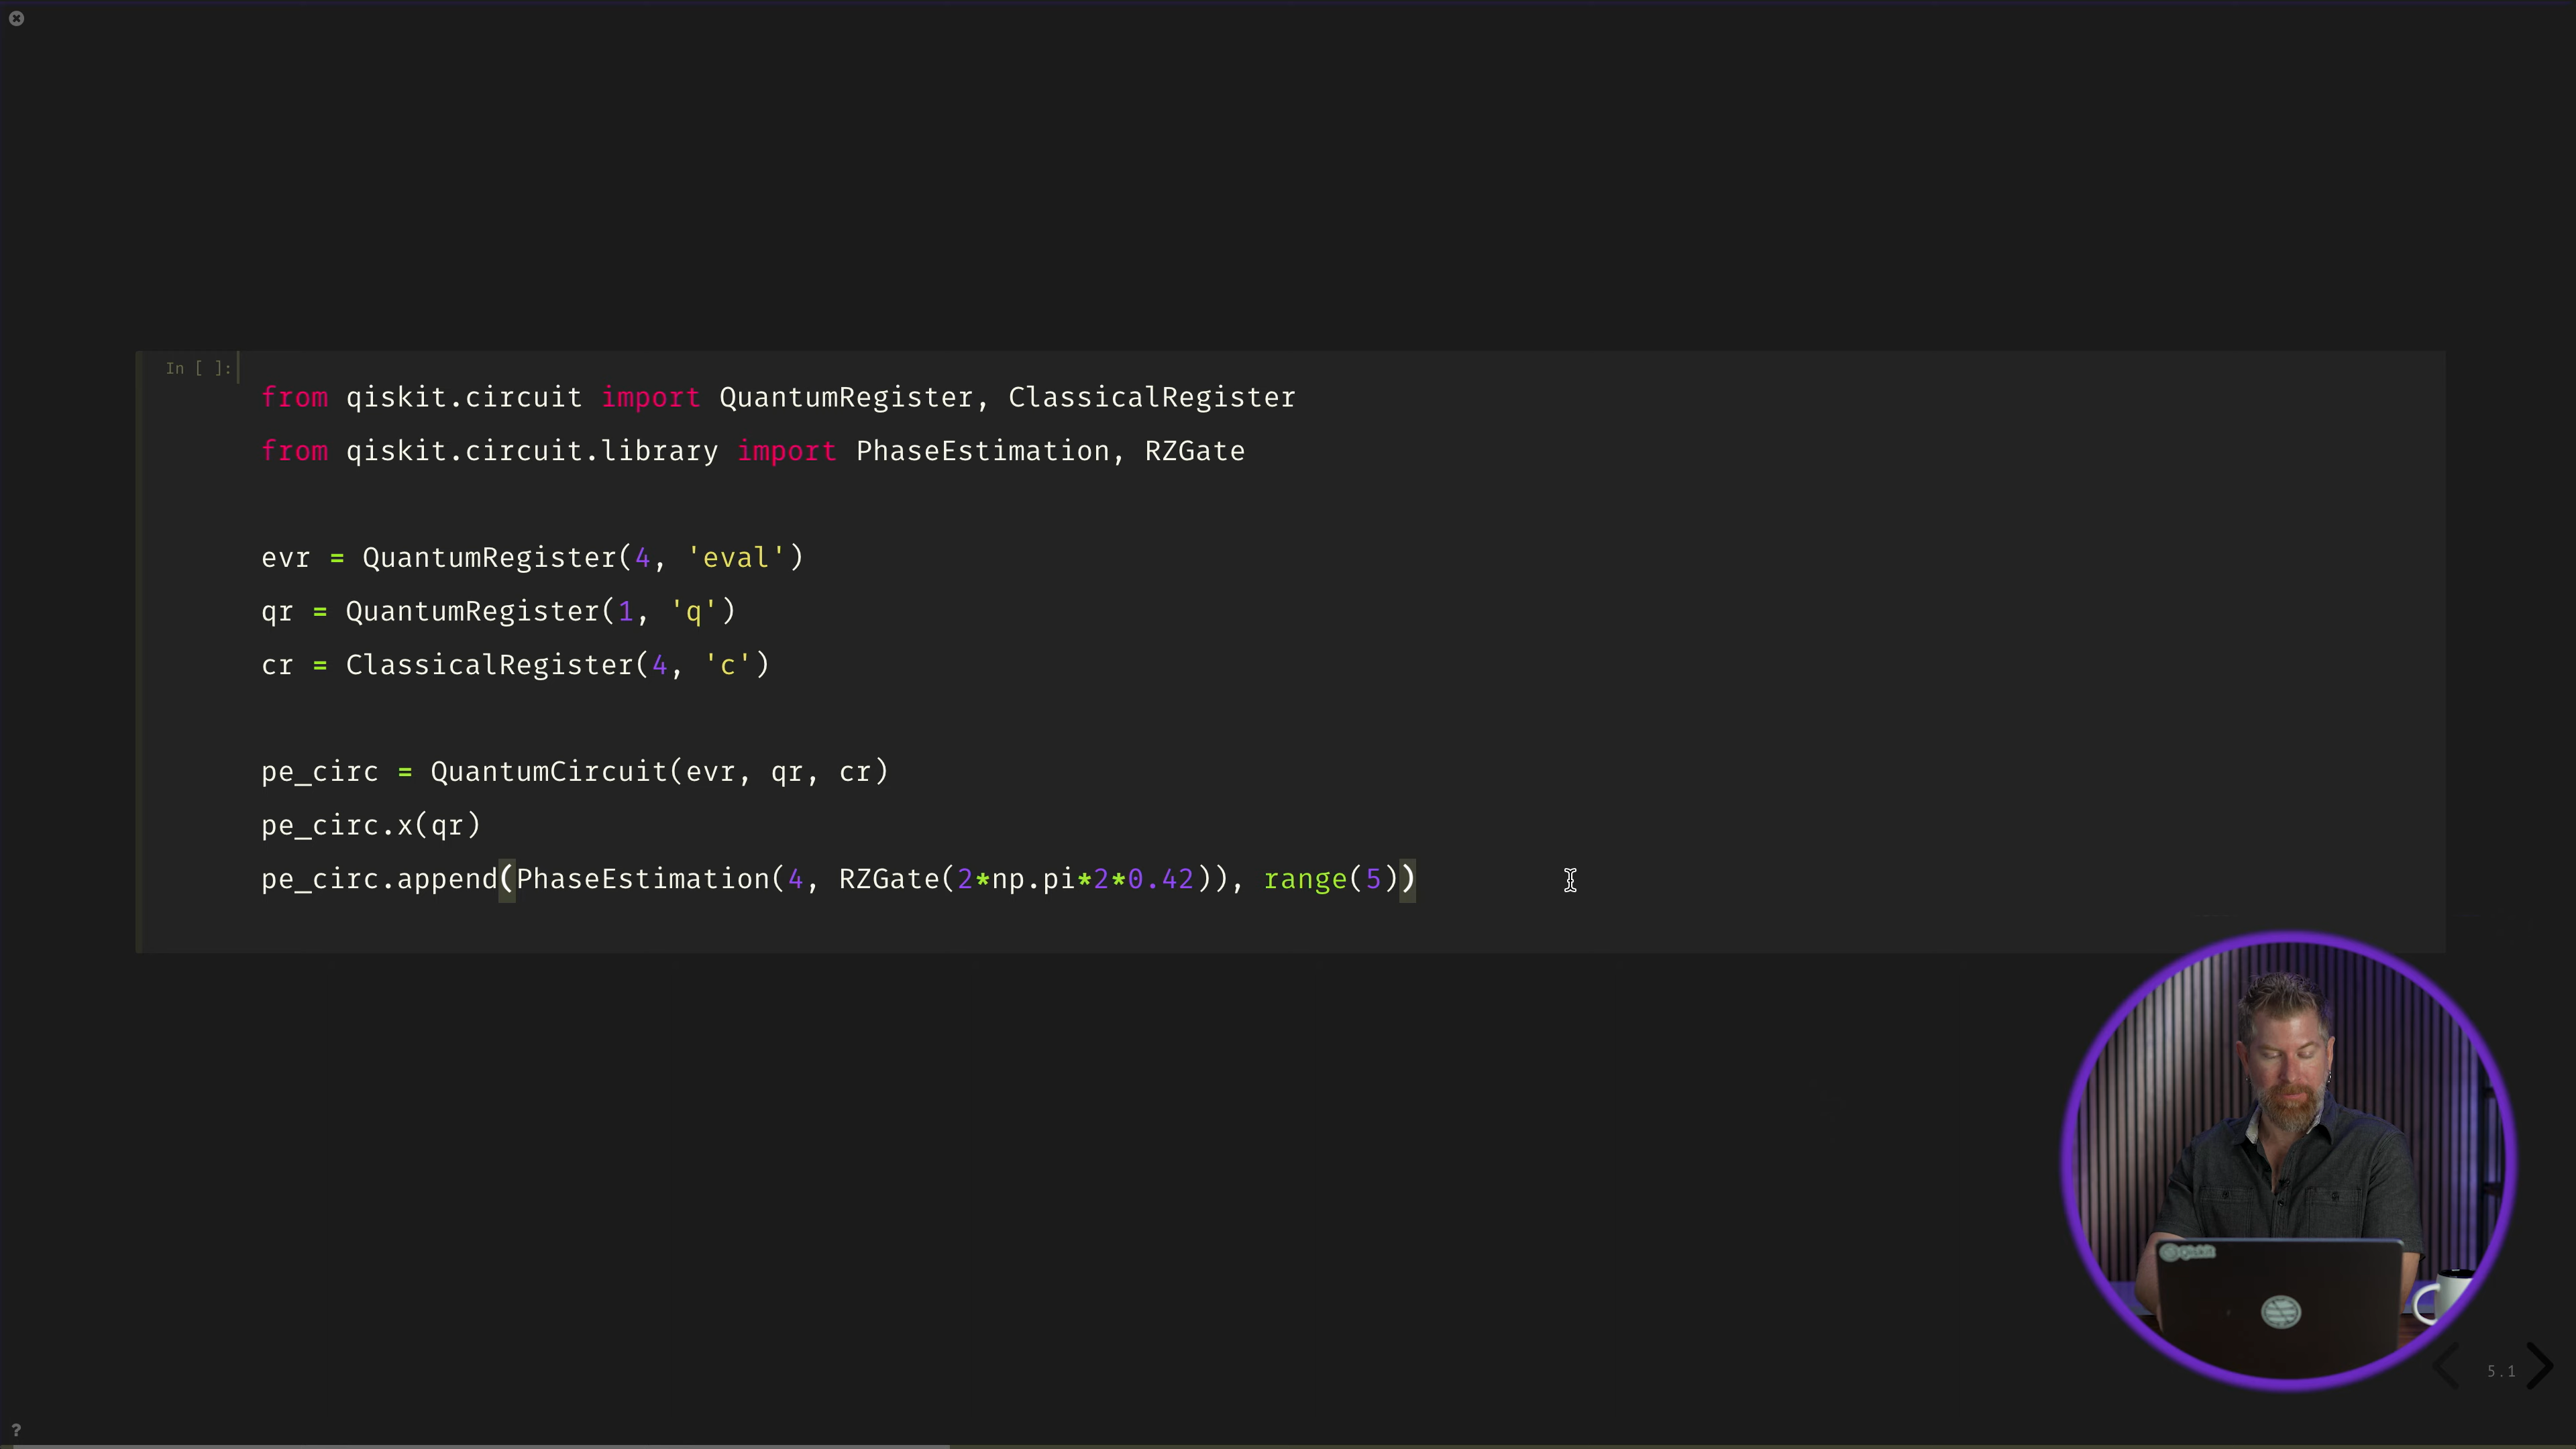 In [ ]:
from qiskit.circuit import QuantumRegister, ClassicalRegister
from qiskit.circuit.library import PhaseEstimation, RZGate
evr = QuantumRegister(4, 'eval')
qr = QuantumRegister(1, 'q')
cr = ClassicalRegister(4, 'c')
pe_circ = QuantumCircuit(evr, qr, cr)
pe_circ.x(qr)
pe_circ.append(PhaseEstimation(4, RZGate(2*np.pi*2*0.42)), range(5))
5.1
?